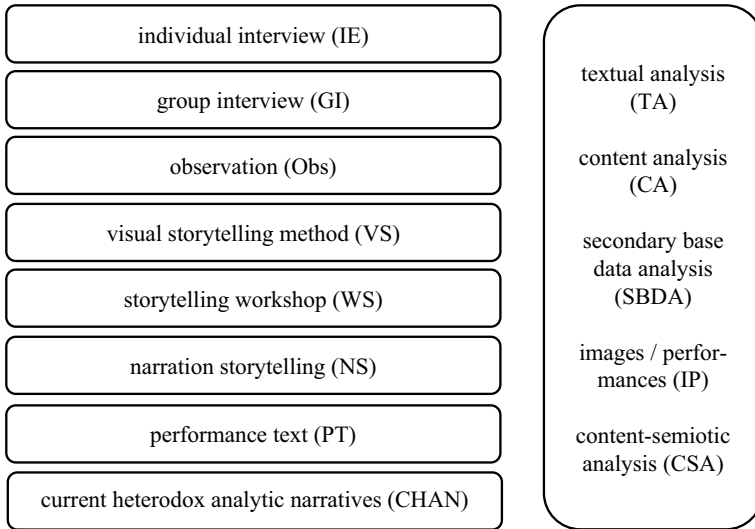 individual interview (IE)
group interview (GI)
observation (Obs)
visual storytelling method (VS)
storytelling workshop (WS)
narration storytelling (NS)
performance text (PT)
current heterodox analytic narratives (CHAN)
textual analysis
(TA)
content analysis
(CA)
secondary base
data analysis
(SBDA)
images / perfor-
mances (IP)
content-semiotic
analysis (CSA)